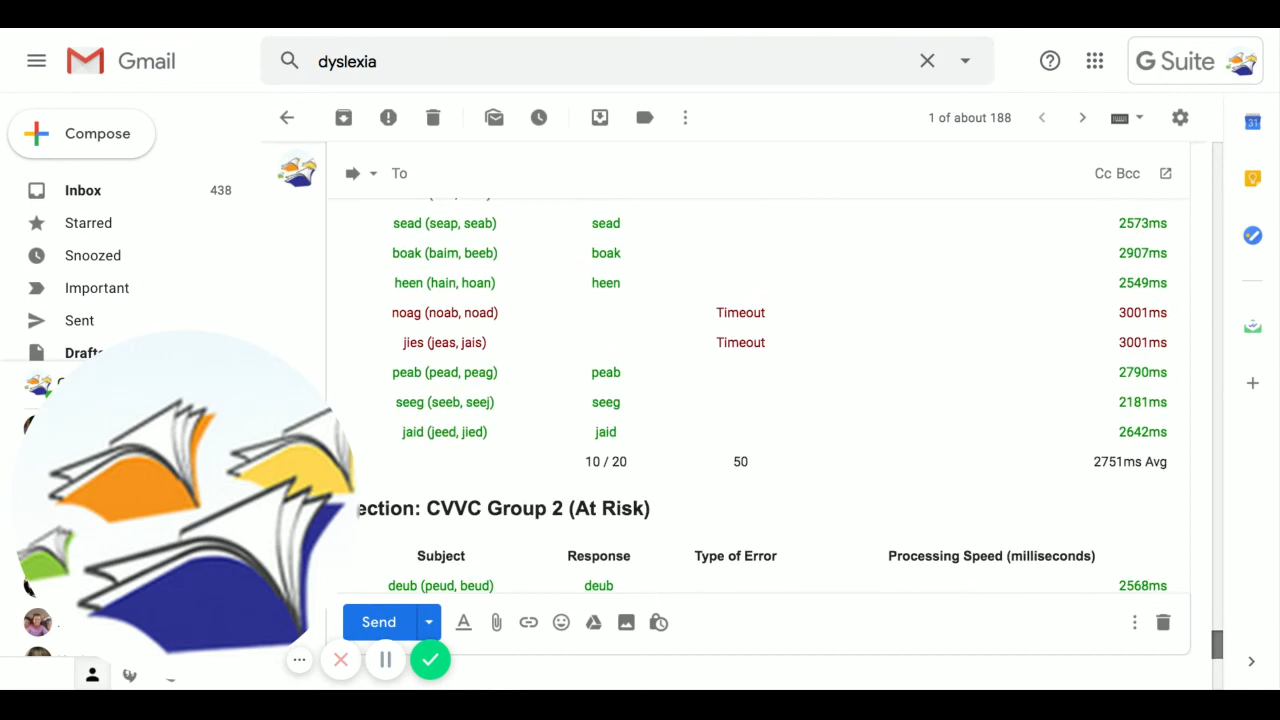 Gmail
dyslexia
G Suite
Compose
1 of about 188
31
Inbox 438
To
Cc Bcc
Starred
sead (seap, seab) sead 2573ms
Snoozed
boak (baim, beeb) boak 2907ms
Important
heen (hain, hoan) heen 2549ms
Sent
noag (noab, noad) Timeout 3001ms
Drafts
jies (jeas, jais) Timeout 3001ms
peab (pead, peag) peab 2790ms
seeg (seeb, seej) seeg 2181ms
jaid (jeed, jied) jaid 2642ms
10 / 20 50 2751ms Avg
ection: CVVC Group 2 (At Risk)
Subject Response Type of Error Processing Speed (milliseconds)
deub (peud, beud) deub 2568ms
Send